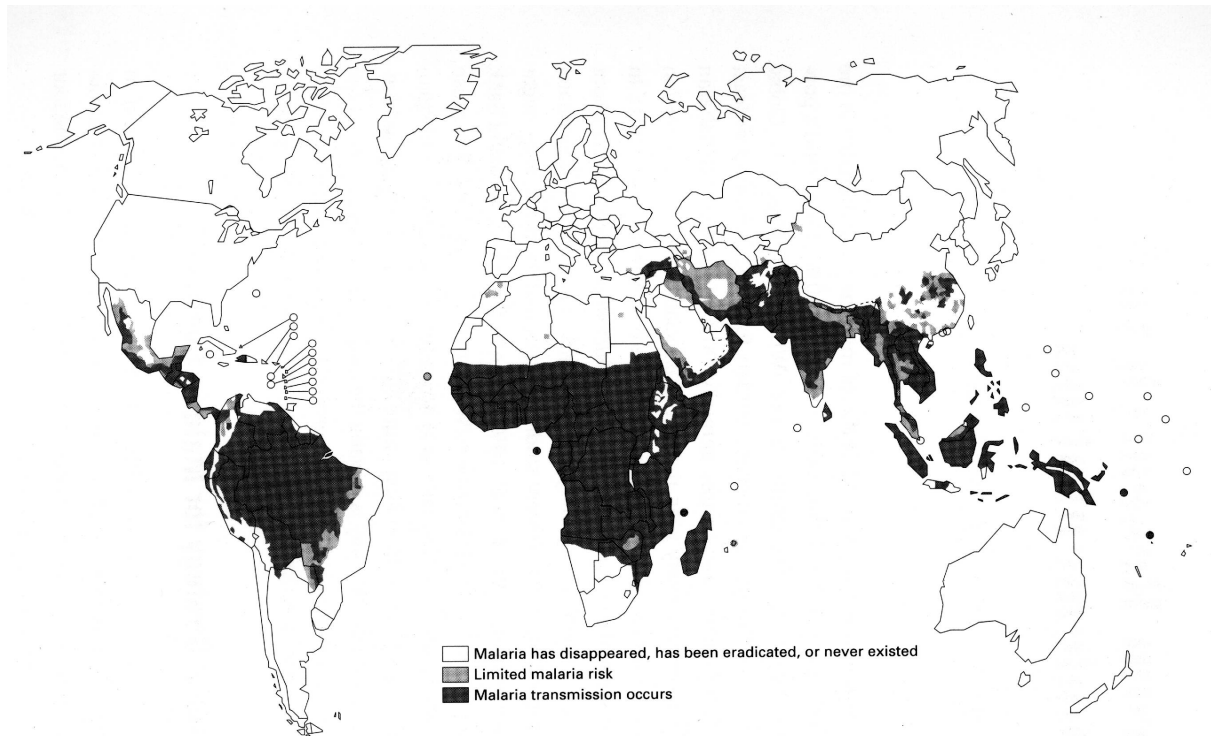 Malaria has disappeared, has been eradicated, or never existed
Limited malaria risk
Malaria transmission occurs